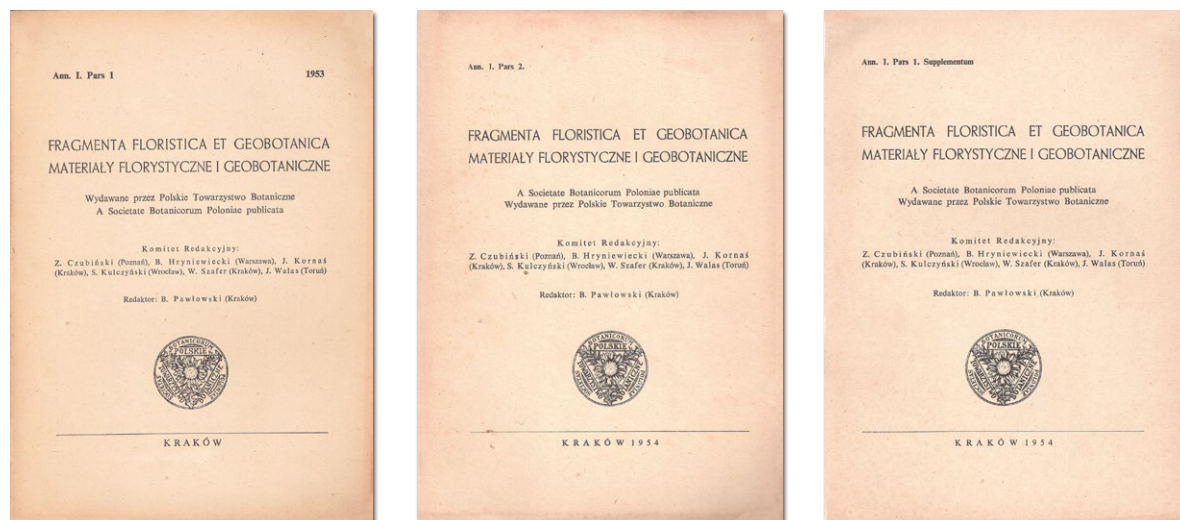 Ann. I. Pars 1
1953
FRAGMENTA FLORISTICA ET GEOBOTANICA
MATERIAŁY FLORYSTYCZNE I GEOBOTANICZNE
Wydawane przez Polskie Towarzystwo Botaniczne
A Societate Botanicorum Poloniae publicata
Komitet Redakcyjny:
Z. Czubiński (Poznań), B. Hryniewiecki (Warszawa), J. Kornaś
(Kraków), S. Kulczyński (Wrocław), W. Szafer (Kraków), J. Walas (Toruń)
Redaktor: B. Pawłowski (Kraków)
POLSKIE
KRAKÓW
Ann. I. Pars 2.
FRAGMENTA FLORISTICA ET GEOBOTANICA
MATERIAŁY FLORYSTYCZNE I GEOBOTANICZNE
A Societate Botanicorum Poloniae publicata
Wydawane przez Polskie Towarzystwo Botaniczne
Komitet Redakcyjny:
Z. Czubiński (Poznań), B. Hryniewiecki (Warszawa), J. Kornaś
(Kraków), S. Kulczyński (Wrocław), W. Szafer (Kraków), J. Walas (Toruń)
Redaktor: B. Pawłowski (Kraków)
POLSKIE
KRAKÓW 1954
Ann. I. Pars 1. Supplementum
FRAGMENTA FLORISTICA ET GEOBOTANICA
MATERIAŁY FLORYSTYCZNE I GEOBOTANICZNE
A Societate Botanicorum Poloniae publicata
Wydawane przez Polskie Towarzystwo Botaniczne
Komitet Redakcyjny:
Z. Czubiński (Poznań), B. Hryniewiecki (Warszawa), J. Kornaś
(Kraków), S. Kulczyński (Wrocław), W. Szafer (Kraków), J. Walas (Toruń)
Redaktor: B. Pawłowski (Kraków)
POLSKIE
KRAKÓW 1954